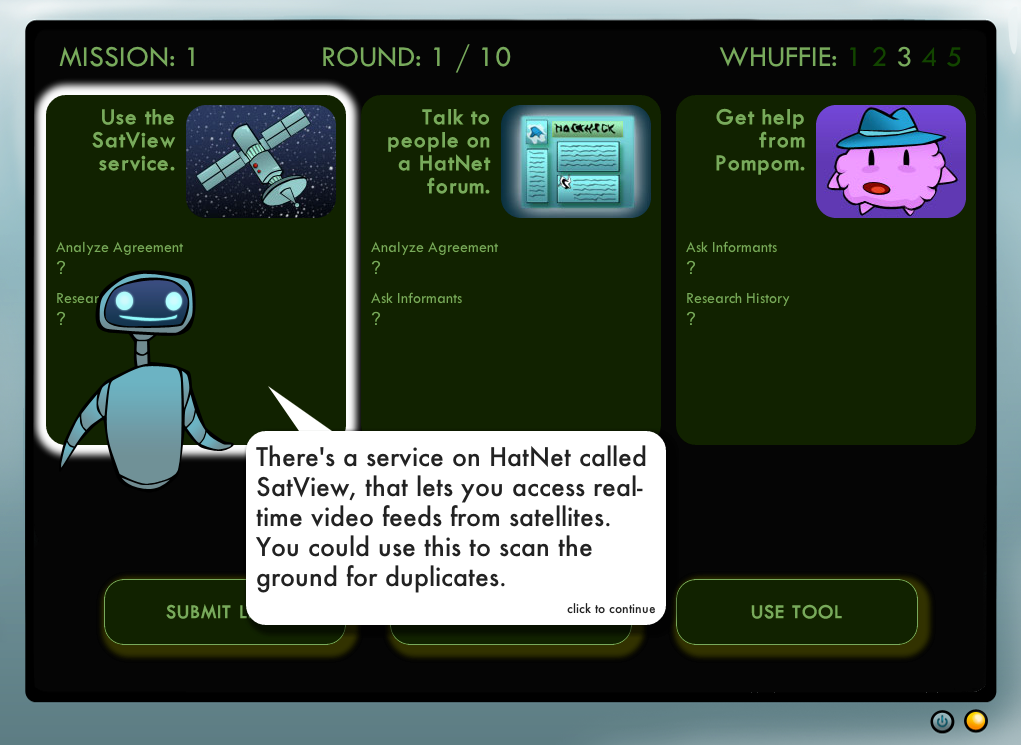 MISSION: 1
ROUND: 1 / 10
WHUFFIE: 1 2 3 4 5
Use the
SatView
service.
Analyze Agreement
?
Resear
?
Talk to
people on
a HatNet
forum.
Analyze Agreement
?
Ask Informants
?
Get help
from
Pompom.
Ask Informants
?
Research History
?
There's a service on HatNet called
SatView, that lets you access real-
time video feeds from satellites.
You could use this to scan the
ground for duplicates.
click to continue
SUBMIT L
USE TOOL